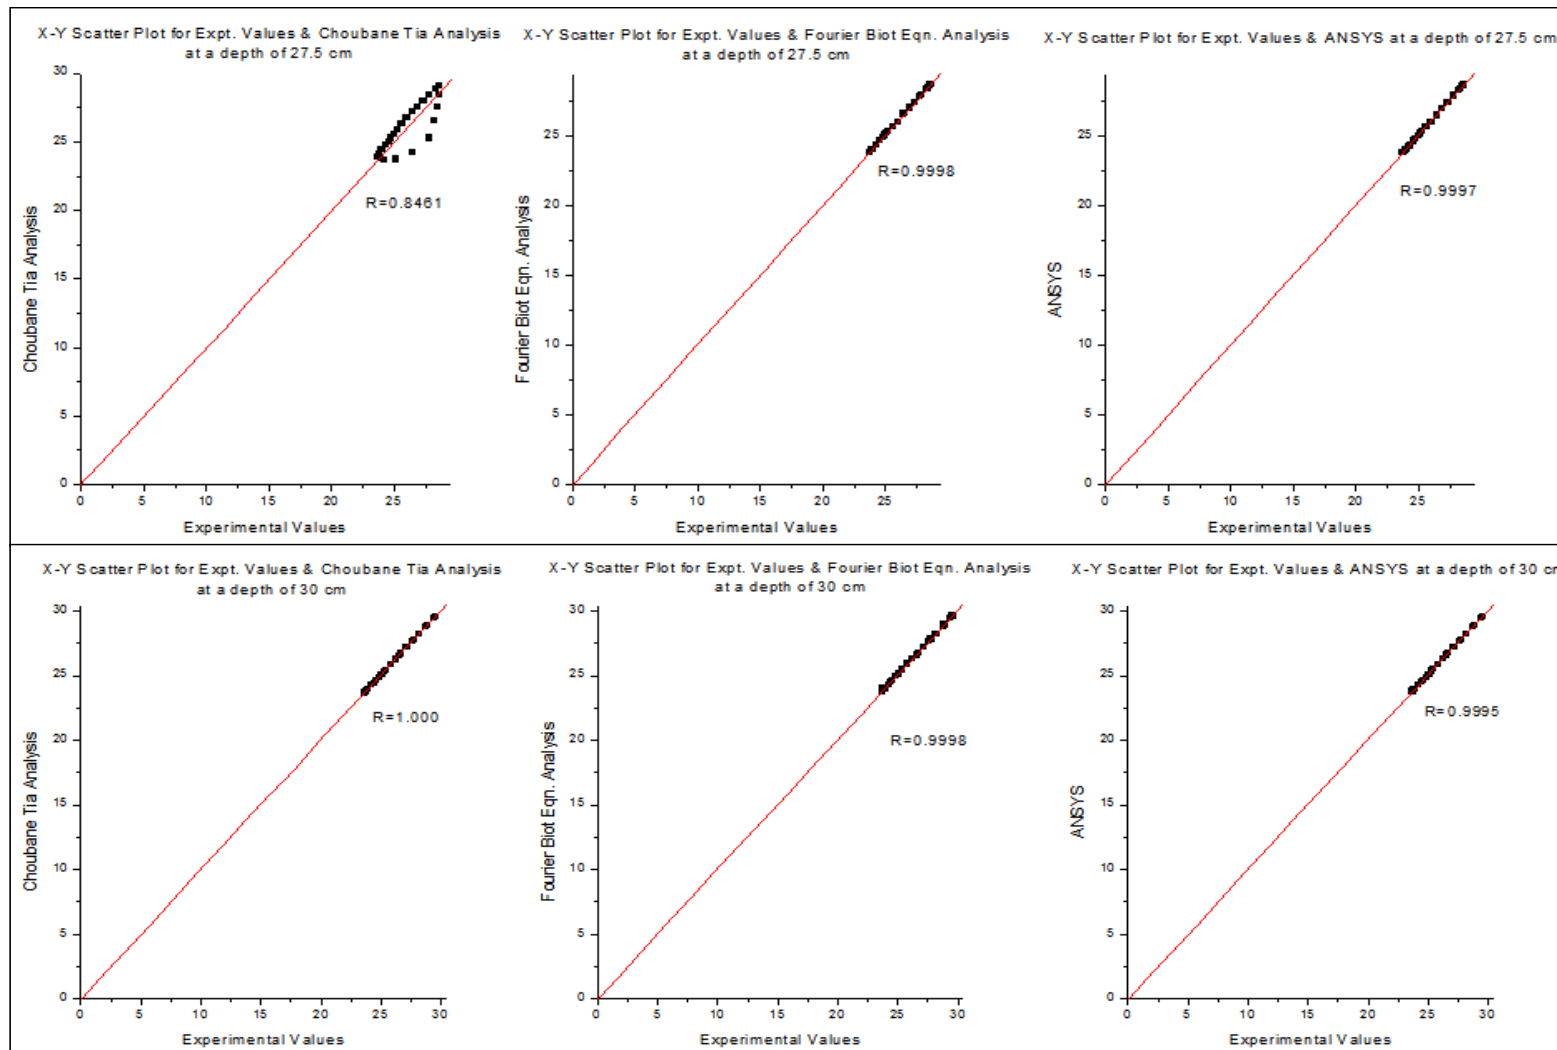 X-Y Scatter Plot for Expt. Values & Choubane Tia Analysis
at a depth of 27.5 cm
30
25
20
15
10
5
0
Choubane Tia Analysis
R=0.8461
0 5 10 15 25
Experimental Values
X-Y Scatter Plot for Expt. Values & Fourier Biot Eqn. Analysis
at a depth of 27.5 cm
25
20
15
10
5
0
Fourier Biot Eqn. Analysis
R=0.9998
0 5 10 15 20 25
Experimental Values
X-Y Scatter Plot for Expt. Values & ANSYS at a depth of 27.5 cm
25
20
15
10
5
0
ANSYS
R=0.9997
0 5 10 15 20 25
Experimental Values
X-Y Scatter Plot for Expt. Values & Choubane Tia Analysis
at a depth of 30 cm
30
25
20
15
10
5
0
Choubane Tia Analysis
R=1.000
0 5 10 15 20 25 30
Experimental Values
X-Y Scatter Plot for Expt. Values & Fourier Biot Eqn. Analysis
at a depth of 30 cm
30
25
20
15
10
5
0
Fourier Biot Eqn. Analysis
R=0.9998
0 5 10 15 20 25 30
Experimental Values
X-Y Scatter Plot for Expt. Values & ANSYS at a depth of 30 cm
30
25
20
15
10
5
0
ANSYS
R=0.9995
0 5 10 15 20 25 30
Experimental Values